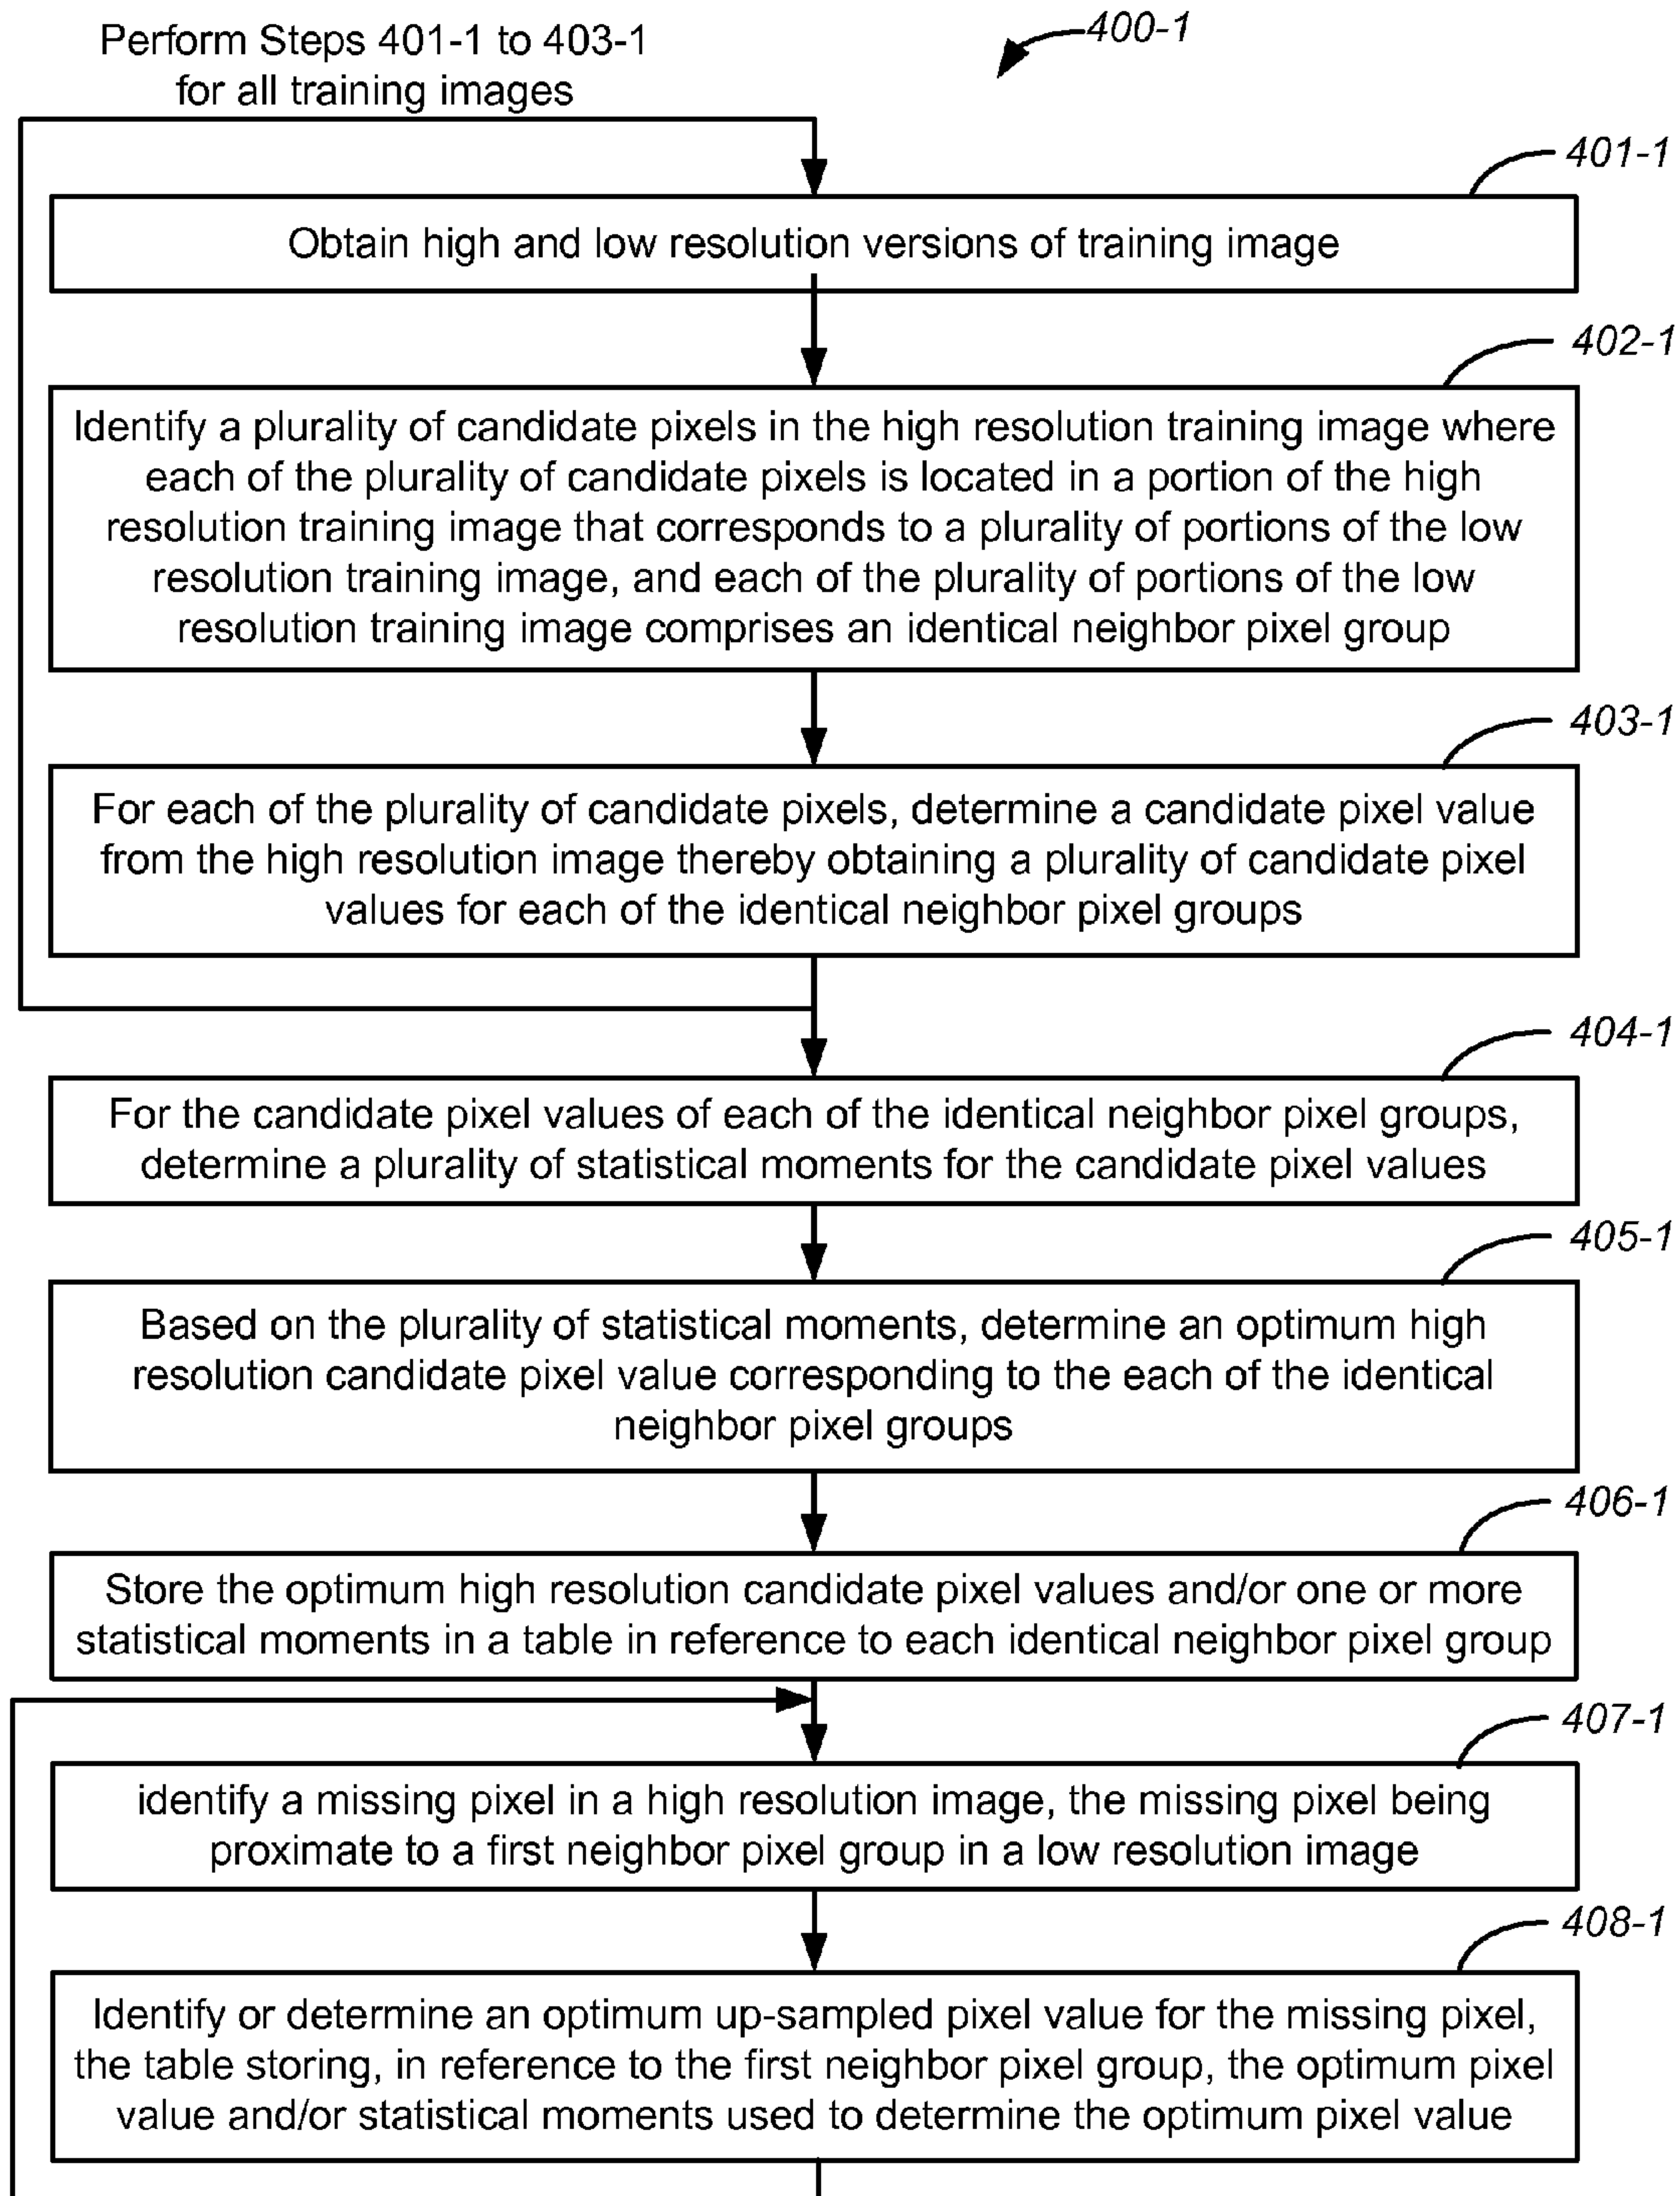 Perform Steps 401-1 to 403-1
for all training images
400-1
401-1
Obtain high and low resolution versions of training image
402-1
Identify a plurality of candidate pixels in the high resolution training image where
each of the plurality of candidate pixels is located in a portion of the high
resolution training image that corresponds to a plurality of portions of the low
resolution training image, and each of the plurality of portions of the low
resolution training image comprises an identical neighbor pixel group
403-1
For each of the plurality of candidate pixels, determine a candidate pixel value
from the high resolution image thereby obtaining a plurality of candidate pixel
values for each of the identical neighbor pixel groups
404-1
For the candidate pixel values of each of the identical neighbor pixel groups,
determine a plurality of statistical moments for the candidate pixel values
405-1
Based on the plurality of statistical moments, determine an optimum high
resolution candidate pixel value corresponding to the each of the identical
neighbor pixel groups
406-1
Store the optimum high resolution candidate pixel values and/or one or more
statistical moments in a table in reference to each identical neighbor pixel group
407-1
identify a missing pixel in a high resolution image, the missing pixel being
proximate to a first neighbor pixel group in a low resolution image
408-1
Identify or determine an optimum up-sampled pixel value for the missing pixel,
the table storing, in reference to the first neighbor pixel group, the optimum pixel
value and/or statistical moments used to determine the optimum pixel value